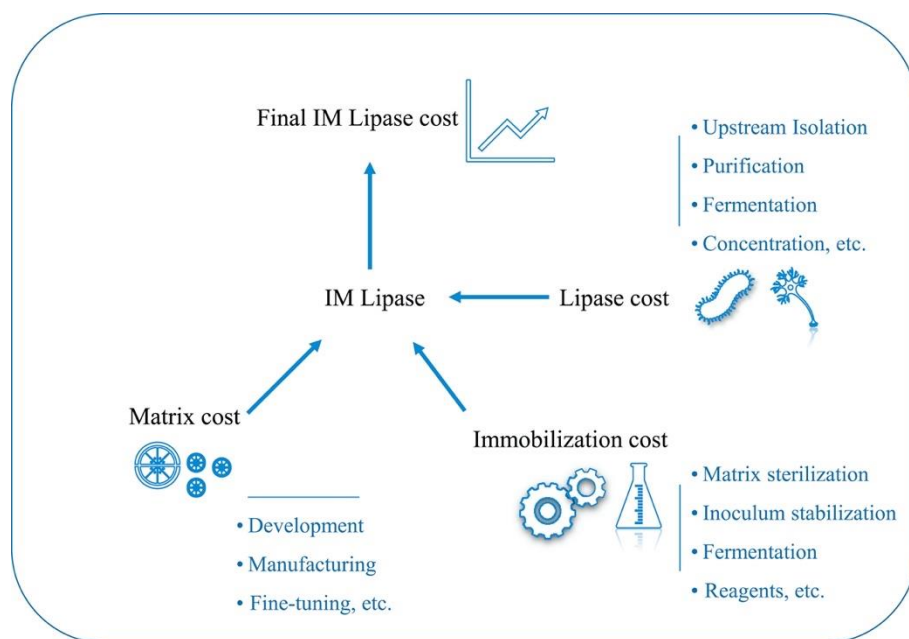 Final IM Lipase cost
• Upstream Isolation
• Purification
• Fermentation
• Concentration, etc.
IM Lipase
Lipase cost
Matrix cost
• Development
• Manufacturing
• Fine-tuning, etc.
Immobilization cost
• Matrix sterilization
• Inoculum stabilization
• Fermentation
• Reagents, etc.